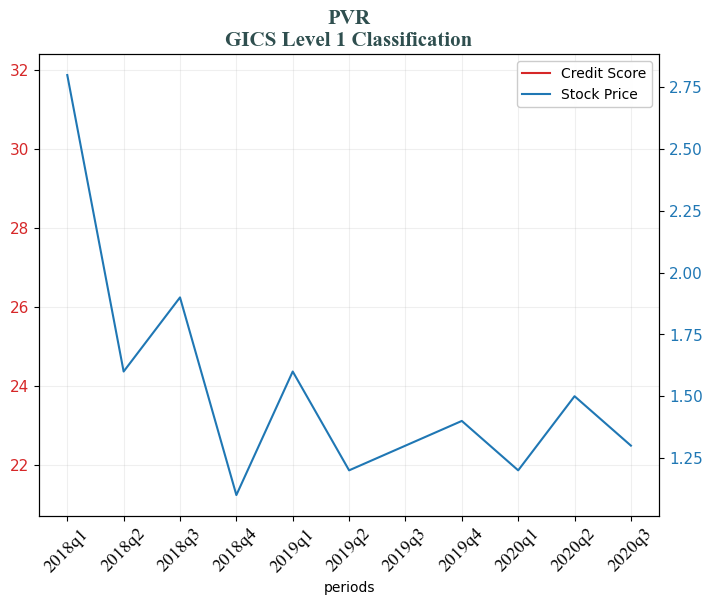 PVR
GICS Level 1 Classification
Credit Score
Stock Price
32
30
28
26
24
22
2.75
2.50
2.25
2.00
1.75
1.50
1.25
2018q1
2018q2
2018q3
2018q4
2019q1
2019q2
2019q3
2019q4
2020q1
2020q2
2020q3
periods